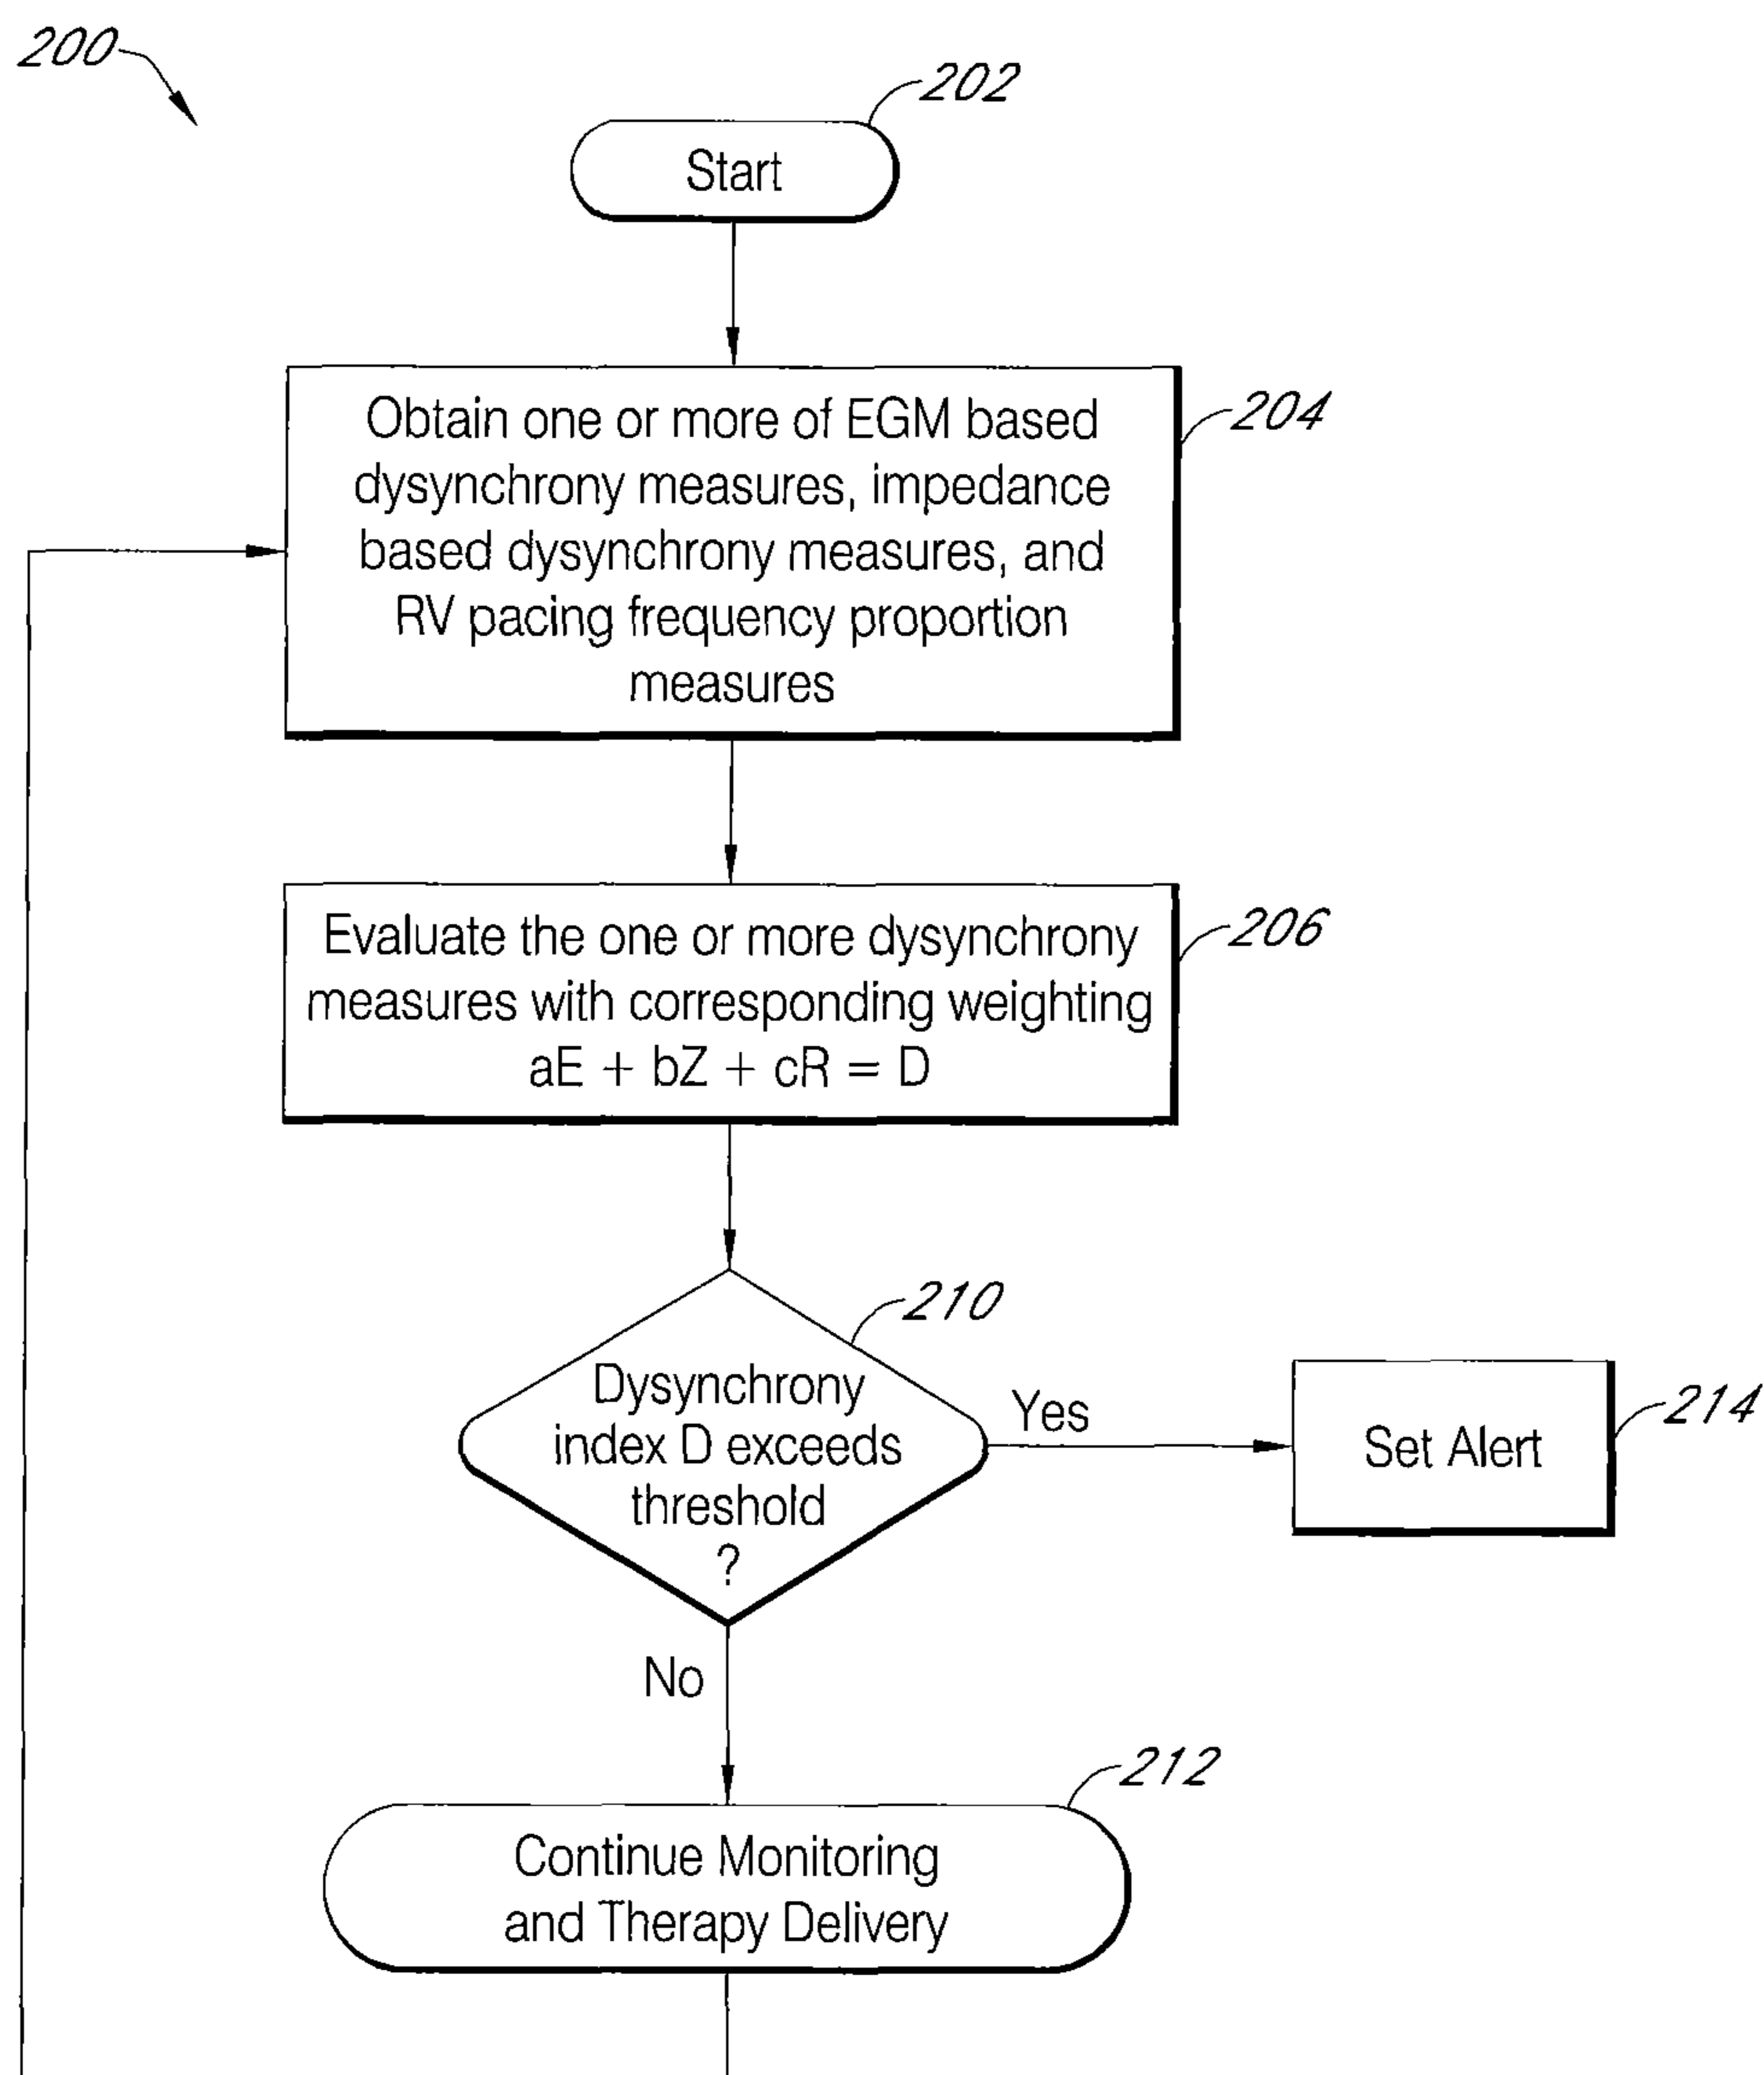 200
202
Start
Obtain one or more of EGM based
dysynchrony measures, impedance
based dysynchrony measures, and
RV pacing frequency proportion
measures
204
Evaluate the one or more dysynchrony
measures with corresponding weighting
aE + bZ + cR = D
206
210
Dysynchrony
index D exceeds
threshold
?
Yes
Set Alert
214
No
212
Continue Monitoring
and Therapy Delivery